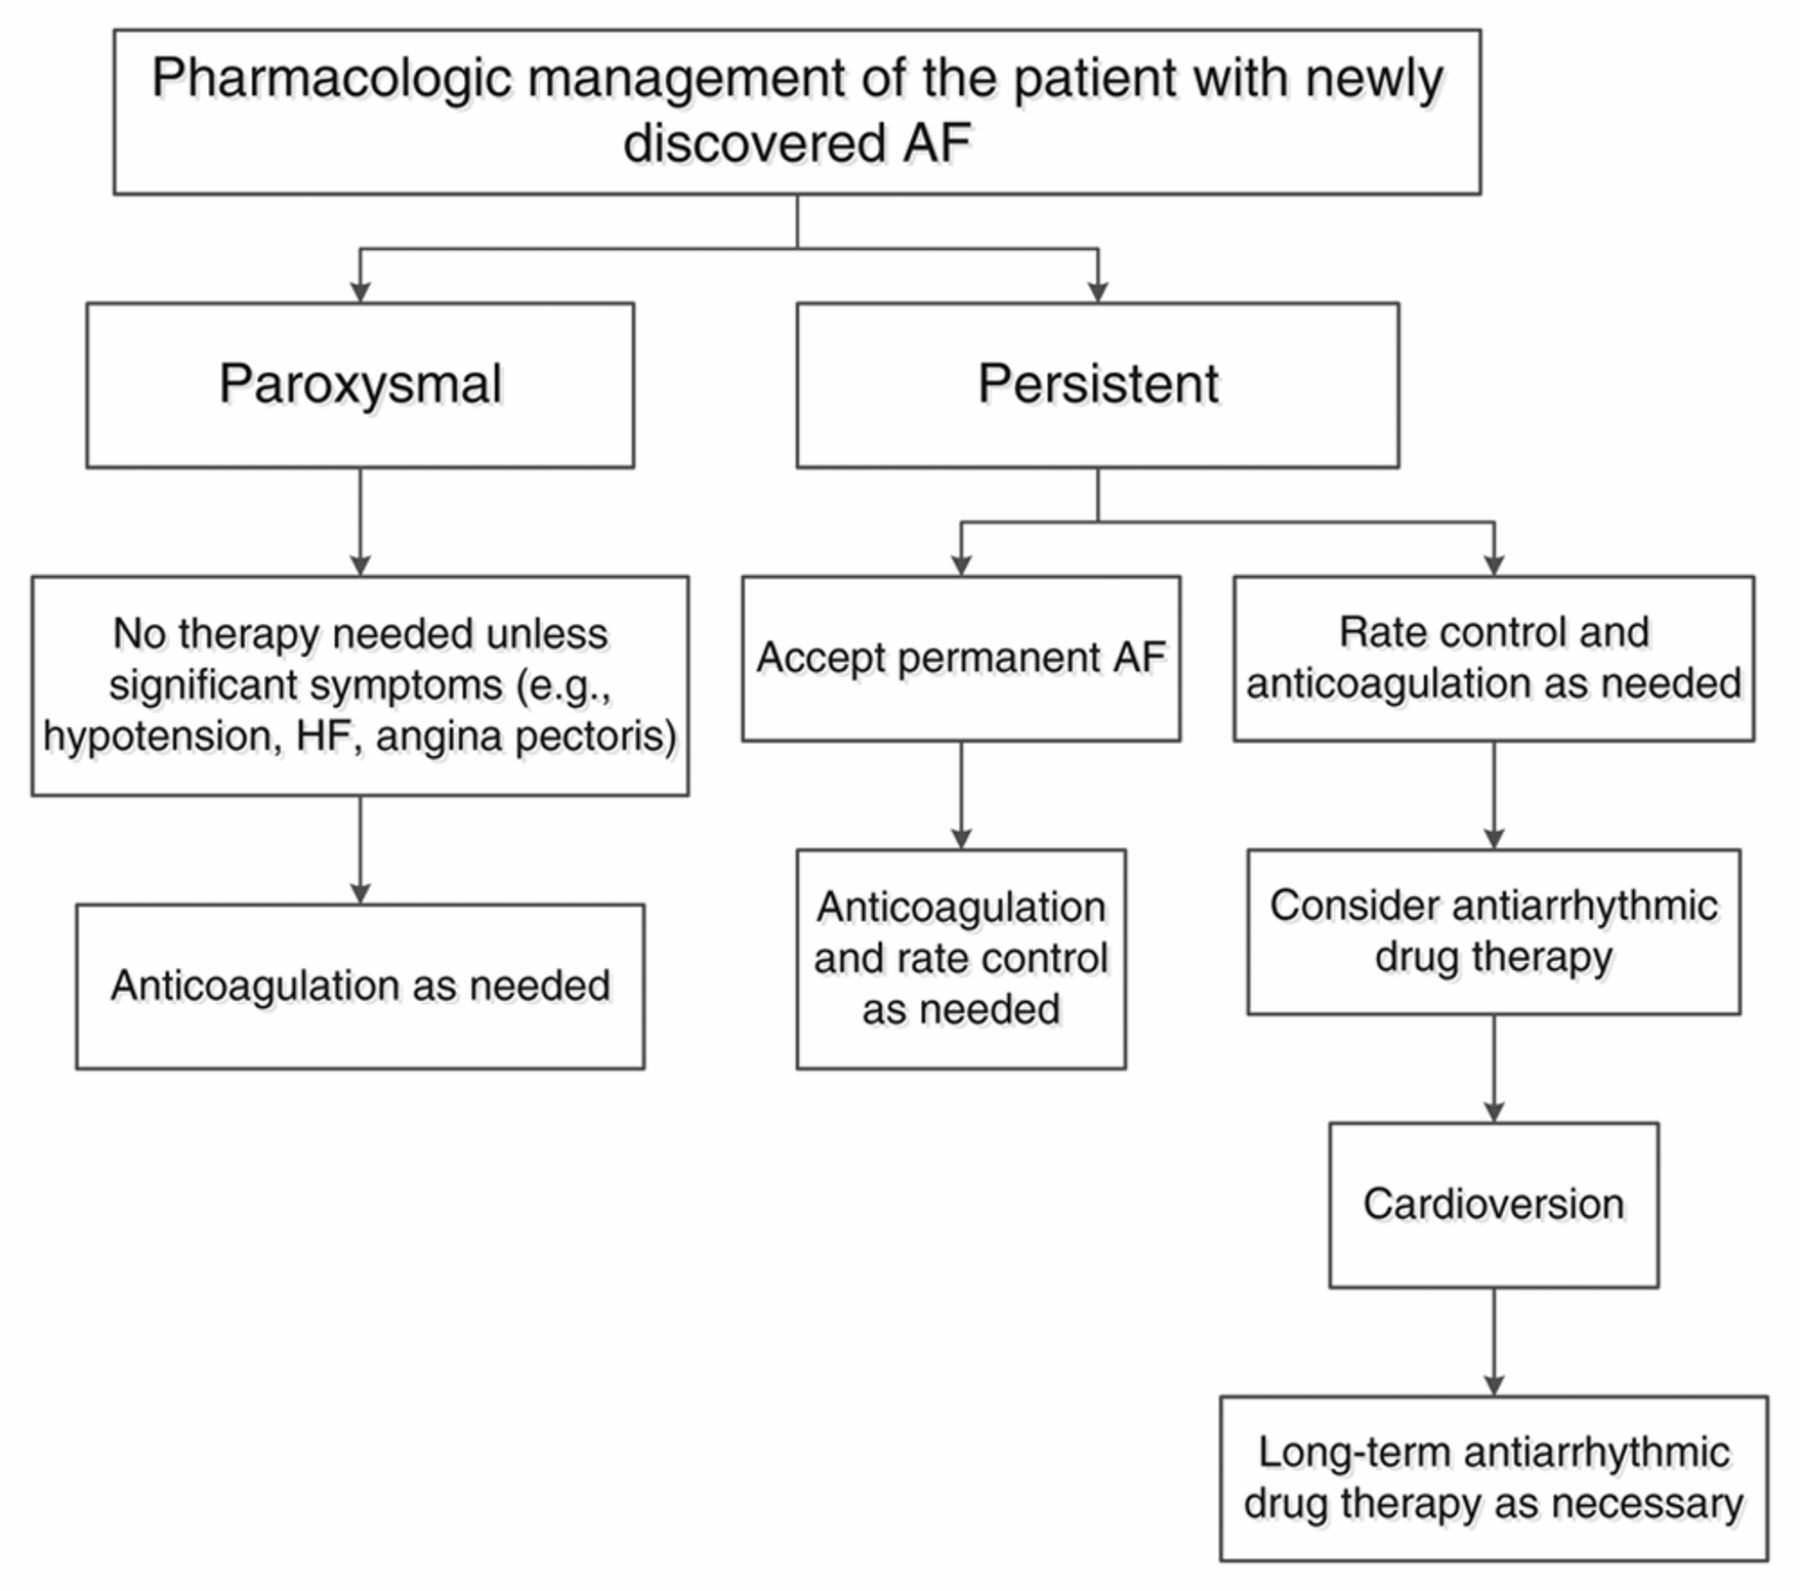 Pharmacologic management of the patient with newly
discovered AF
Paroxysmal
Persistent
No therapy needed unless
significant symptoms (e.g.,
hypotension, HF, angina pectoris)
Accept permanent AF
Rate control and
anticoagulation as needed
Anticoagulation as needed
Anticoagulation
and rate control
as needed
Consider antiarrhythmic
drug therapy
Cardioversion
Long-term antiarrhythmic
drug therapy as necessary